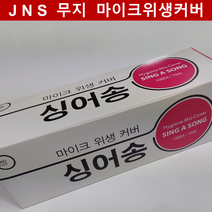 JNS 무지 마이크위생커버
마이크 위생 커버
싱어송
Hygiene Mic Cover
SING A SONG
마이크 위생 커버
싱어송